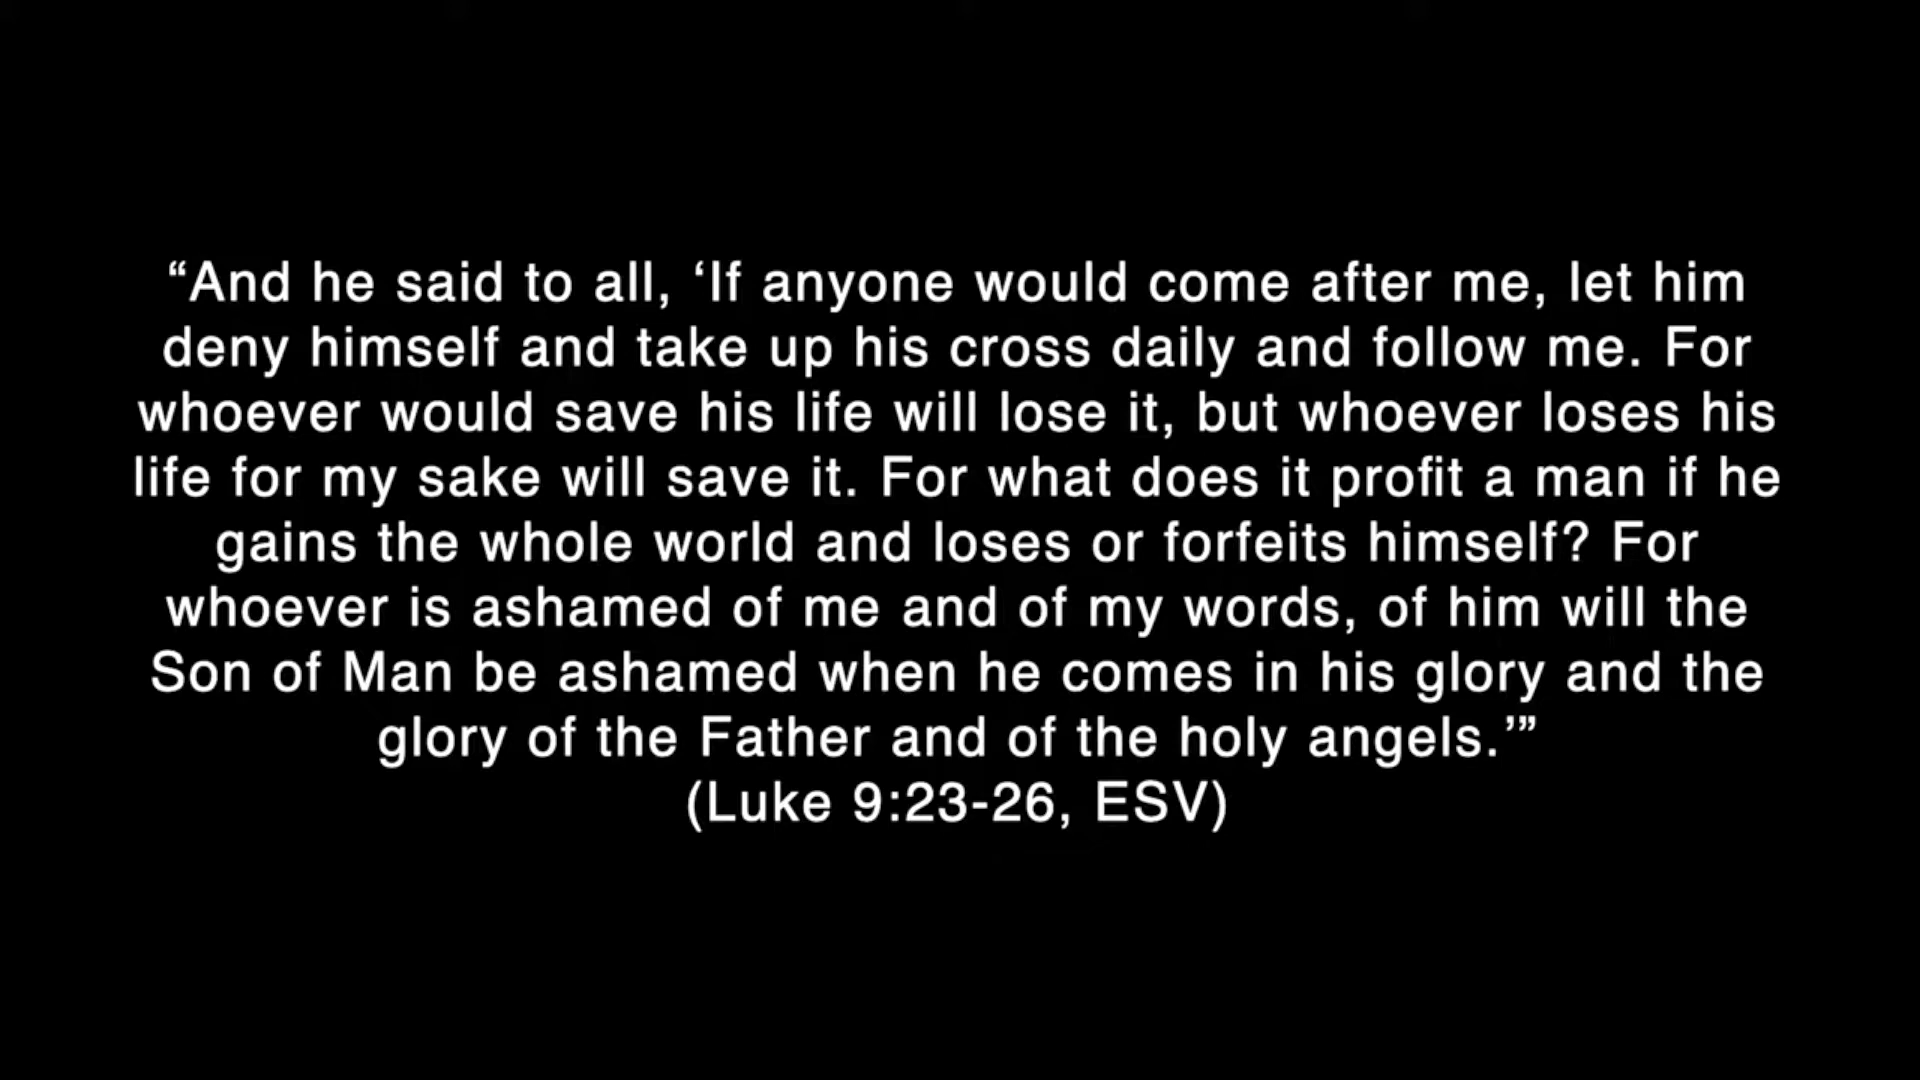 “And he said to all, ‘If anyone would come after me, let him
deny himself and take up his cross daily and follow me. For
whoever would save his life will lose it, but whoever loses his
life for my sake will save it. For what does it profit a man if he
gains the whole world and loses or forfeits himself? For
whoever is ashamed of me and of my words, of him will the
Son of Man be ashamed when he comes in his glory and the
glory of the Father and of the holy angels.’”
(Luke 9:23-26, ESV)